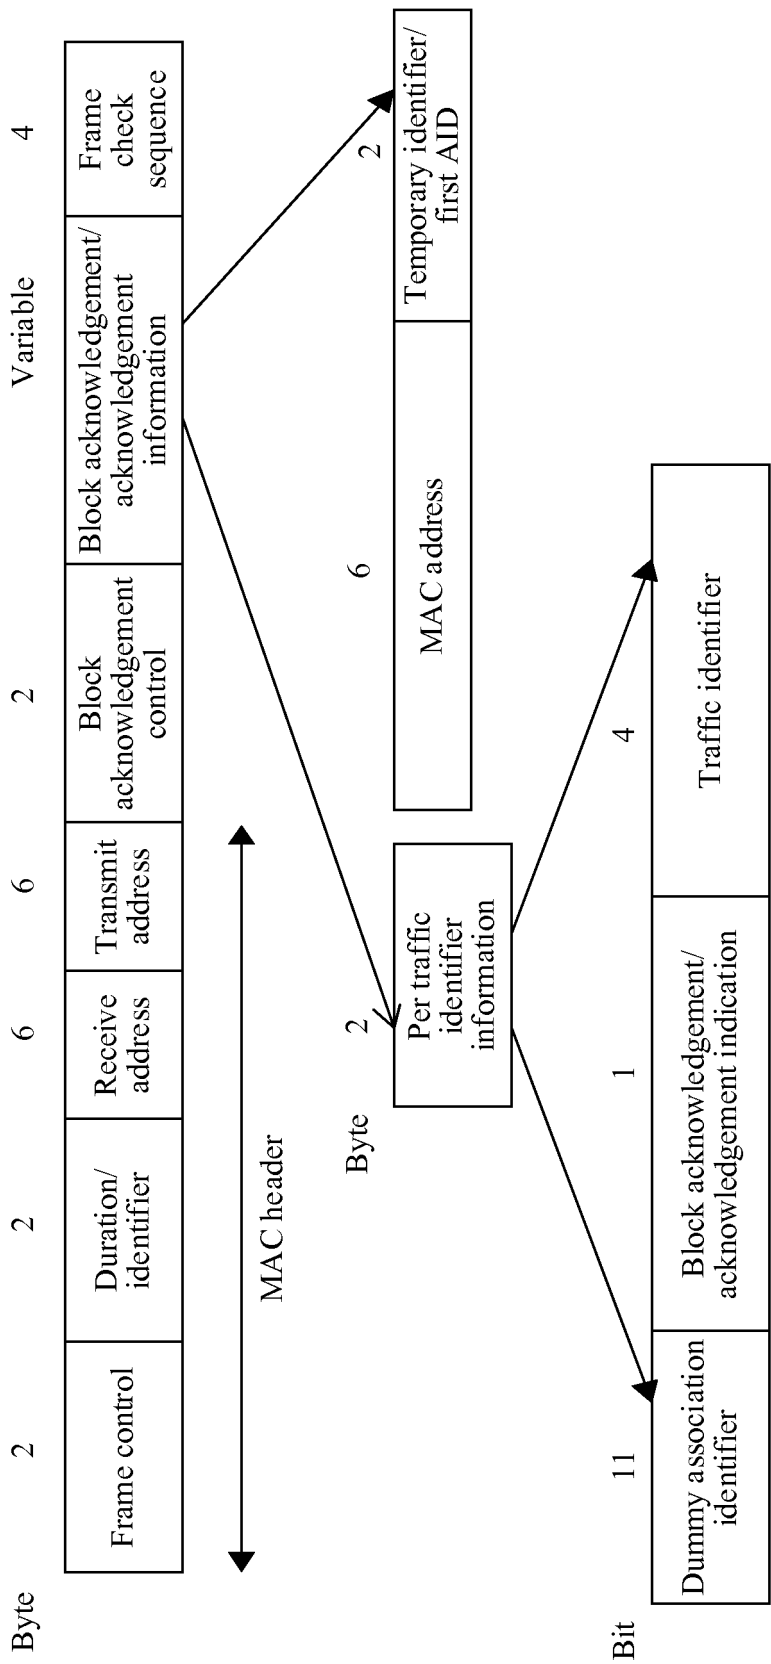 Byte
2
2
6
6
2
Variable
4
Frame control
Duration/
identifier
Receive
address
Transmit
address
Block
acknowledgement
control
Block acknowledgement/
acknowledgement
information
Frame
check
sequence
MAC header
Byte
2
6
2
Per traffic
identifier
information
MAC address
Temporary identifier/
first AID
Bit
11
1
4
Dummy association
identifier
Block acknowledgement/
acknowledgement indication
Traffic identifier